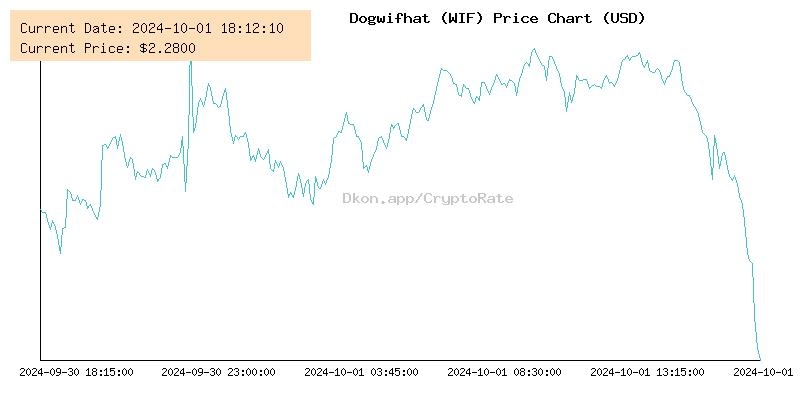 Dogwifhat (WIF) Price Chart (USD)
Current Date: 2024-10-01 18:12:10
Current Price: $2.2800
Dkon.app/CryptoRate
2024-09-30 18:15:00 2024-09-30 23:00:00 2024-10-01 03:45:00 2024-10-01 08:30:00 2024-10-01 13:15:00 2024-10-01